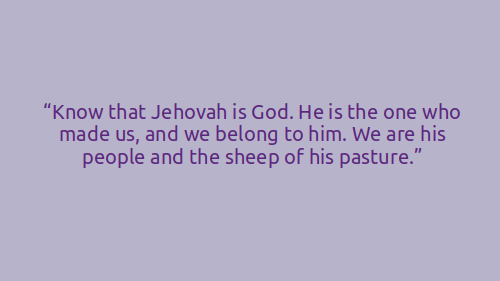 “Know that Jehovah is God. He is the one who
made us, and we belong to him. We are his
people and the sheep of his pasture.”